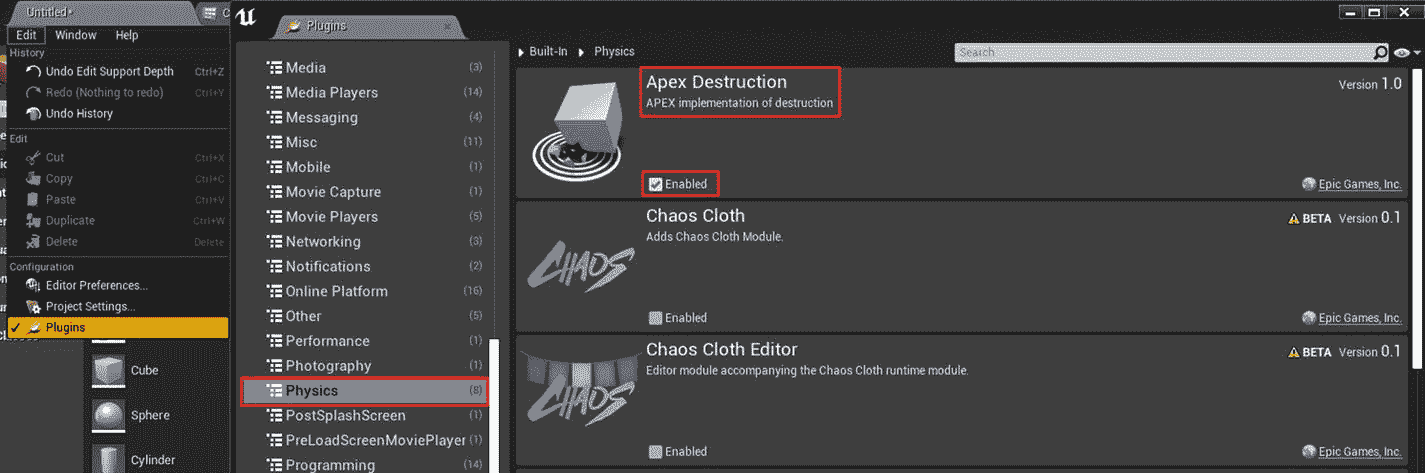 Untitled*
Edit Window Help
History
Undo Edit Support Depth Ctrl+Z
Redo (Nothing to redo) Ctrl+Y
Undo History
Edit
Cut Ctrl+X
Copy Ctrl+C
Paste Ctrl+V
Duplicate Ctrl+W
Delete Delete
Configuration
Editor Preferences...
Project Settings...
Plugins
Cube
Sphere
Cylinder
Plugins
Media (3)
Media Players (14)
Messaging (4)
Misc (11)
Mobile (1)
Movie Capture (1)
Movie Players (5)
Networking (3)
Notifications (2)
Online Platform (16)
Other (5)
Performance (1)
Photography (1)
Physics (8)
PostSplashScreen (1)
PreLoadScreenMoviePlayer (1)
Programming (14)
Built-In Physics
Search
Apex Destruction Version 1.0
APEX implementation of destruction
Enabled Epic Games, Inc.
Chaos Cloth BETA Version 0.1
Adds Chaos Cloth Module.
CHAOS
Enabled Epic Games, Inc.
Chaos Cloth Editor BETA Version 0.1
Editor module accompanying the Chaos Cloth runtime module.
CHAOS
Enabled Epic Games, Inc.